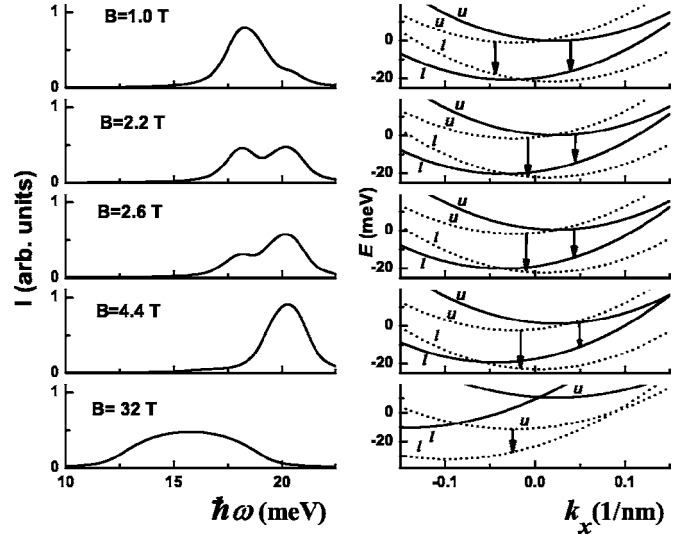 B=1.0 T
1
0
B=2.2 T
1
0
B=2.6 T
1
0
B=4.4 T
1
0
B= 32 T
1
0
10 15 20
I (arb. units)
ħω (meV)
u
u
l
l
0
-20
u
u
l
l
0
-20
u
u
l
l
0
-20
u
u
l
l
0
-20
u
u
l
l
0
-20
-0.1 0.0 0.1
E (meV)
kx(1/nm)